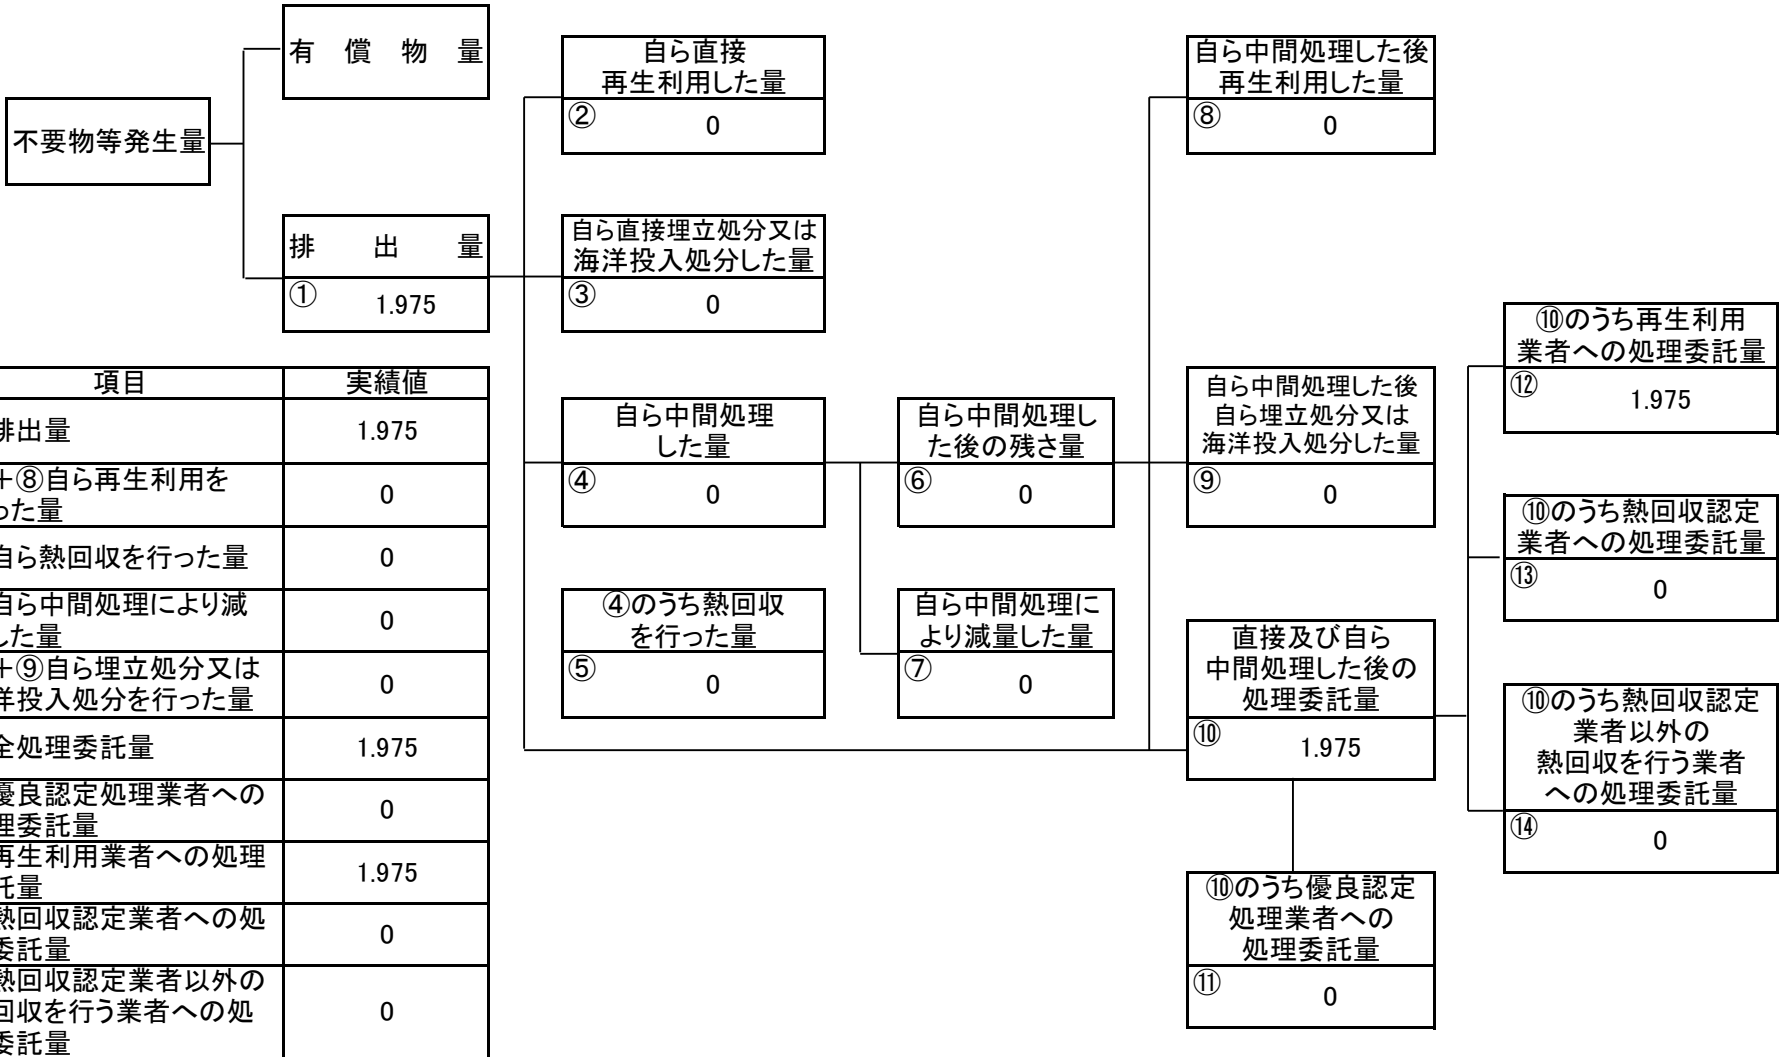 有償物量
不要物等発生量
排出量
① 1.975
自ら直接
再生利用した量
② 0
自ら直接埋立処分又は
海洋投入処分した量
③ 0
自ら中間処理
した量
④ 0
④のうち熱回収
を行った量
⑤ 0
自ら中間処理し
た後の残さ量
⑥ 0
自ら中間処理に
より減量した量
⑦ 0
自ら中間処理した後
再生利用した量
⑧ 0
自ら中間処理した後
自ら埋立処分又は
海洋投入処分した量
⑨ 0
直接及び自ら
中間処理した後の
処理委託量
⑩ 1.975
⑩のうち優良認定
処理業者への
処理委託量
⑪ 0
⑩のうち再生利用
業者への処理委託量
⑫ 1.975
⑩のうち熱回収認定
業者への処理委託量
⑬ 0
⑩のうち熱回収認定
業者以外の
熱回収を行う業者
への処理委託量
⑭ 0
項目 実績値
排出量 1.975
+⑧自ら再生利用を
った量 0
自ら熱回収を行った量 0
自ら中間処理により減
した量 0
+⑨自ら埋立処分又は
洋投入処分を行った量 0
全処理委託量 1.975
優良認定処理業者への
理委託量 0
再生利用業者への処理
託量 1.975
熱回収認定業者への処
委託量 0
熱回収認定業者以外の
回収を行う業者への処
委託量 0